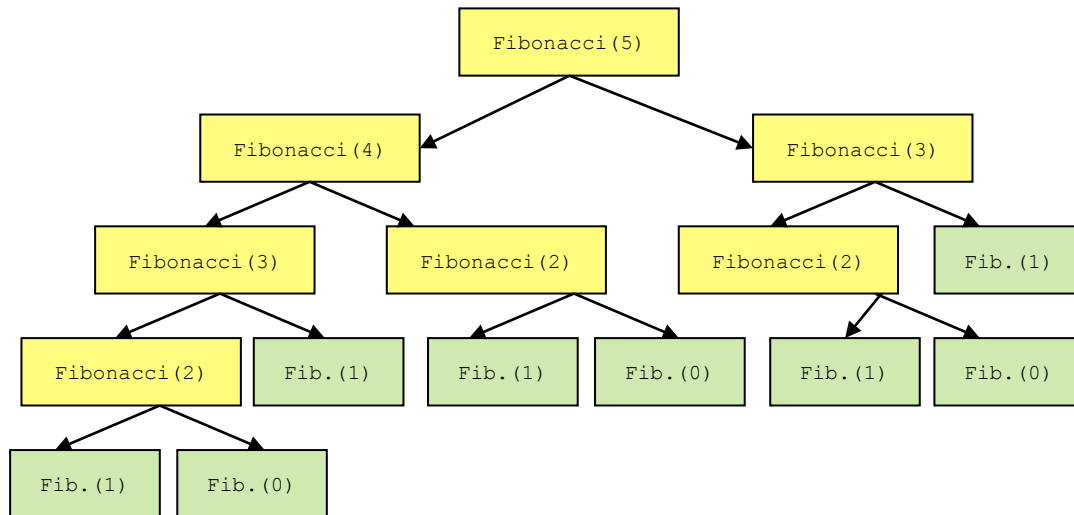 Fibonacci(5)
Fibonacci(4)
Fibonacci(3)
Fibonacci(3)
Fibonacci(2)
Fibonacci(2)
Fib.(1)
Fibonacci(2)
Fib.(1)
Fib.(1)
Fib.(0)
Fib.(1)
Fib.(0)
Fib.(1)
Fib.(0)